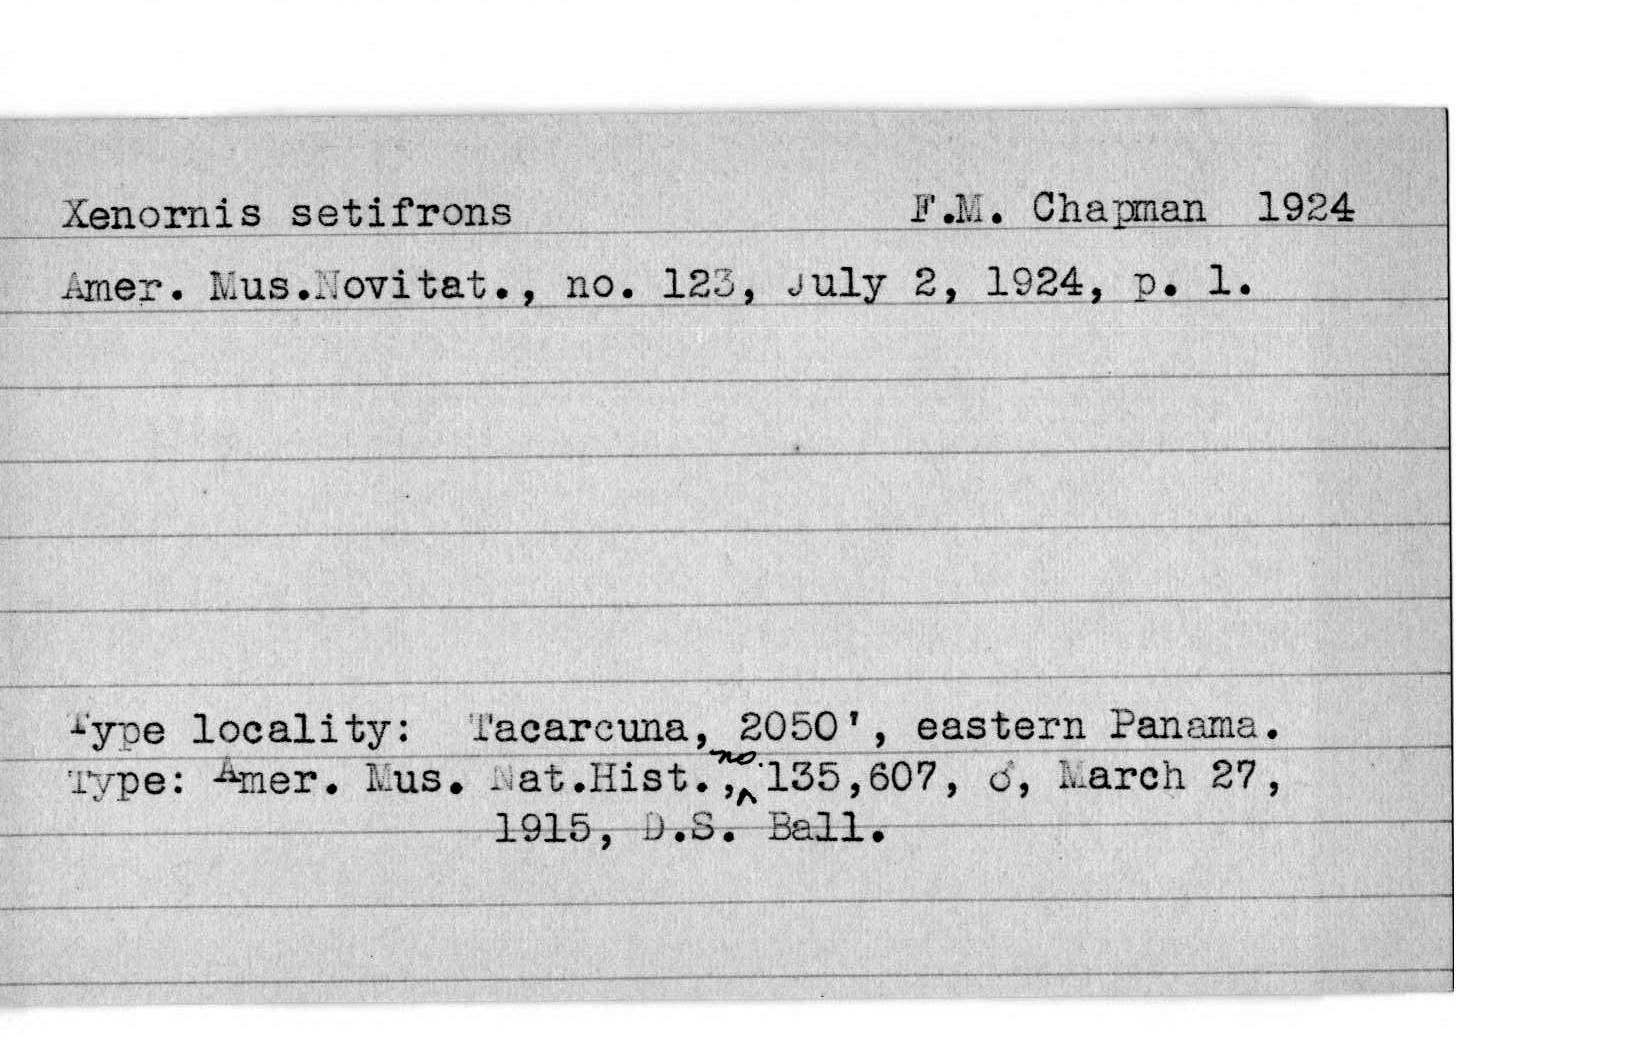 Xenornis setifrons F.M. Chapman 1924
Amer. Mus.Novitat., no. 123, July 2, 1924, p. 1.
Type locality: Tacarcuna, 2050', eastern Panama.
Type: Amer. Mus. Nat.Hist., no. 135,607, ♂, March 27,
1915, D.S. Ball.